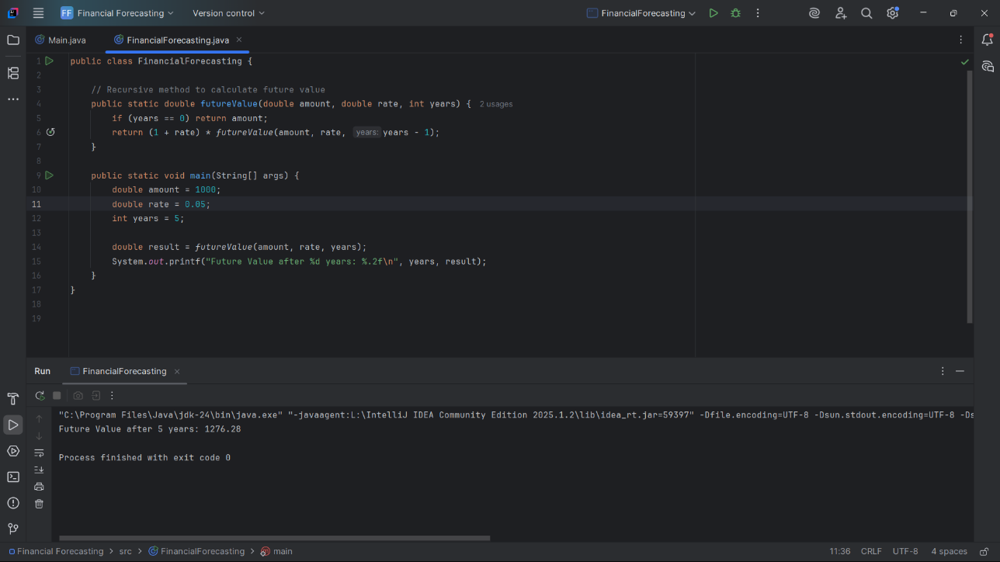 FF Financial Forecasting Version control FinancialForecasting
Main.java FinancialForecasting.java
1 public class FinancialForecasting {
2
3 // Recursive method to calculate future value
4 public static double futureValue(double amount, double rate, int years) { 2 usages
5 if (years == 0) return amount;
6 return (1 + rate) * futureValue(amount, rate, years: years - 1);
7 }
8
9 public static void main(String[] args) {
10 double amount = 1000;
11 double rate = 0.05;
12 int years = 5;
13
14 double result = futureValue(amount, rate, years);
15 System.out.printf("Future Value after %d years: %.2f\n", years, result);
16 }
17 }
18
19
Run FinancialForecasting
"C:\Program Files\Java\jdk-24\bin\java.exe" "-javaagent:L:\IntelliJ IDEA Community Edition 2025.1.2\lib\idea_rt.jar=59397" -Dfile.encoding=UTF-8 -Dsun.stdout.encoding=UTF-8 -Ds
Future Value after 5 years: 1276.28
Process finished with exit code 0
Financial Forecasting > src > FinancialForecasting > main 11:36 CRLF UTF-8 4 spaces